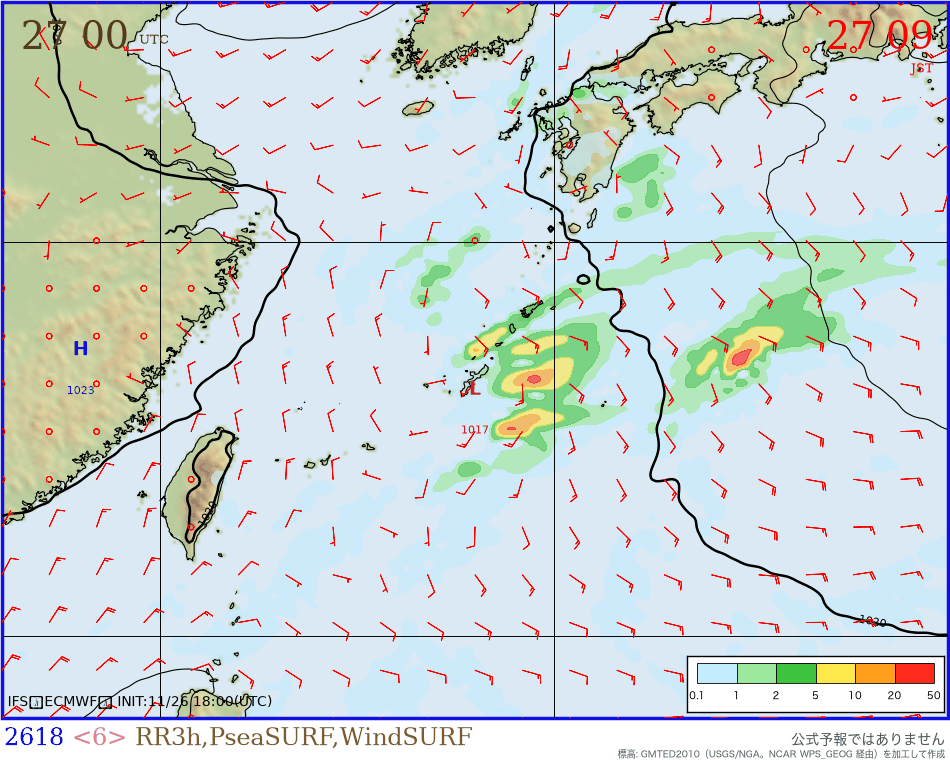 27 00 UTC
27 09
JST
H
1023
L
1017
1020
1020
IFS ECMWF INIT:11/26 18:00(UTC)
0.1 1 2 5 10 20 50
2618 <6> RR3h,PseaSURF,WindSURF
公式予報ではありません
標高: GMTED2010（USGS/NGA。NCAR WPS_GEOG 経由）を加工して作成